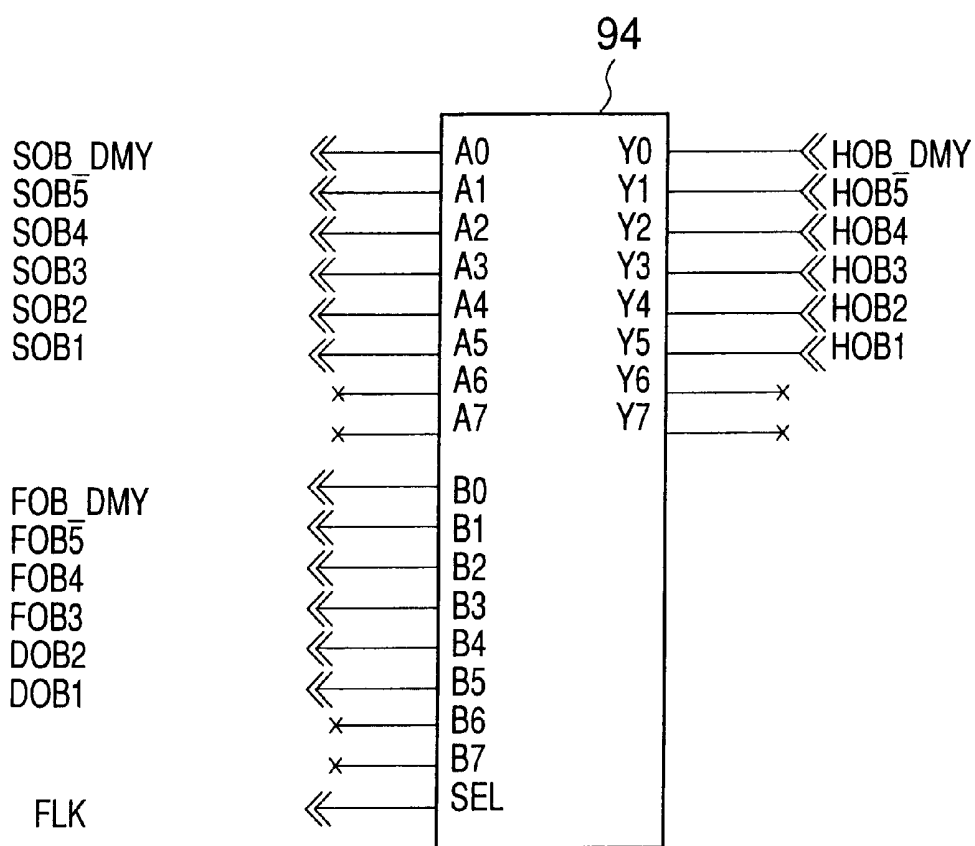 94
SOB_DMY A0 Y0 HOB_DMY
SOB5 A1 Y1 HOB5
SOB4 A2 Y2 HOB4
SOB3 A3 Y3 HOB3
SOB2 A4 Y4 HOB2
SOB1 A5 Y5 HOB1
A6 Y6
A7 Y7
FOB_DMY B0
FOB5 B1
FOB4 B2
FOB3 B3
DOB2 B4
DOB1 B5
B6
B7
FLK SEL